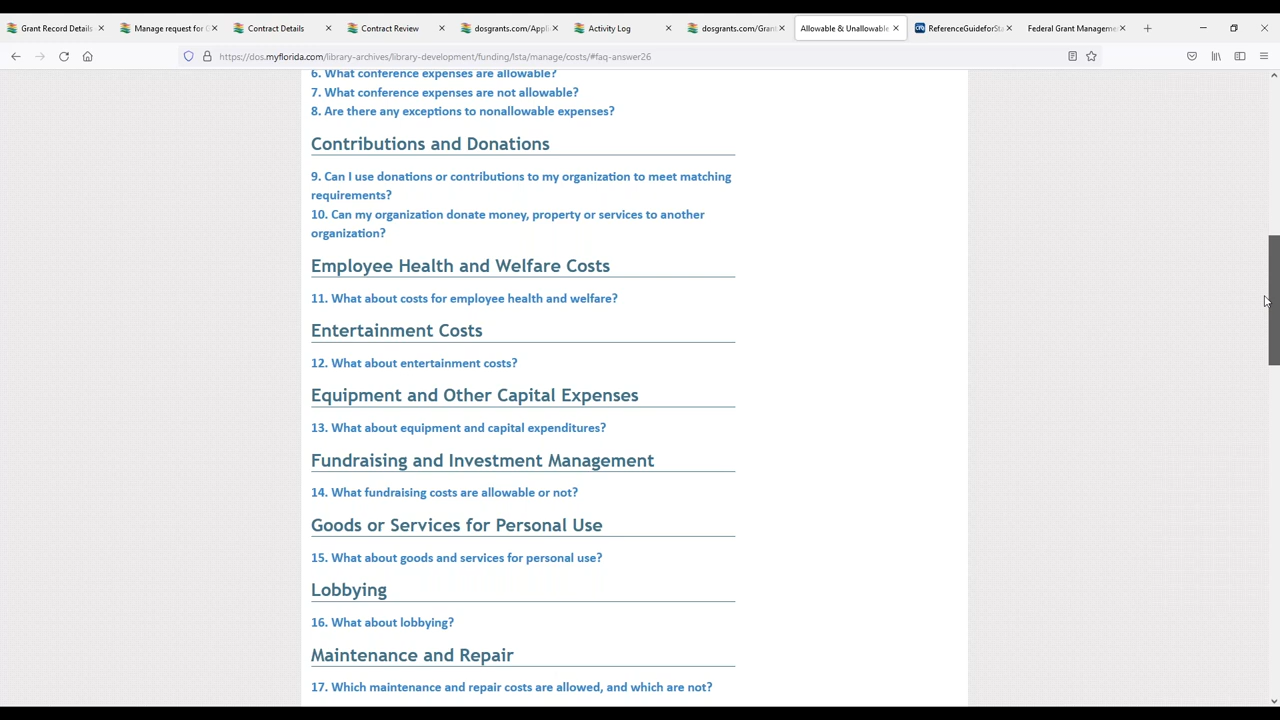 Grant Record Details
Manage request for
Contract Details
Contract Review
dosgrants.com/Appli
Activity Log
dosgrants.com/Grant
Allowable & Unallowable
ReferenceGuideforSta
Federal Grant Manageme
https://dos.myflorida.com/library-archives/library-development/funding/lsta/manage/costs/#faq-answer26
6. What conference expenses are allowable?
7. What conference expenses are not allowable?
8. Are there any exceptions to nonallowable expenses?
Contributions and Donations
9. Can I use donations or contributions to my organization to meet matching
requirements?
10. Can my organization donate money, property or services to another
organization?
Employee Health and Welfare Costs
11. What about costs for employee health and welfare?
Entertainment Costs
12. What about entertainment costs?
Equipment and Other Capital Expenses
13. What about equipment and capital expenditures?
Fundraising and Investment Management
14. What fundraising costs are allowable or not?
Goods or Services for Personal Use
15. What about goods and services for personal use?
Lobbying
16. What about lobbying?
Maintenance and Repair
17. Which maintenance and repair costs are allowed, and which are not?